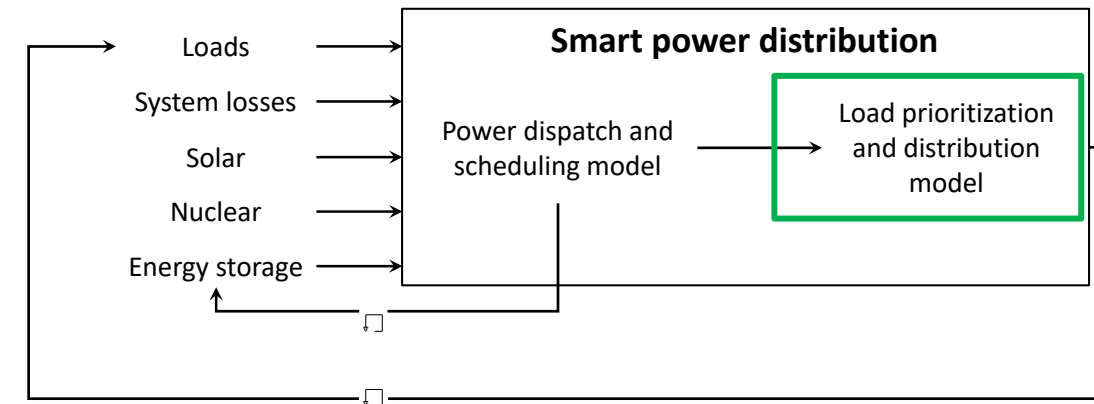 Smart power distribution
Loads
System losses
Solar
Nuclear
Energy storage
Power dispatch and
scheduling model
Load prioritization
and distribution
model